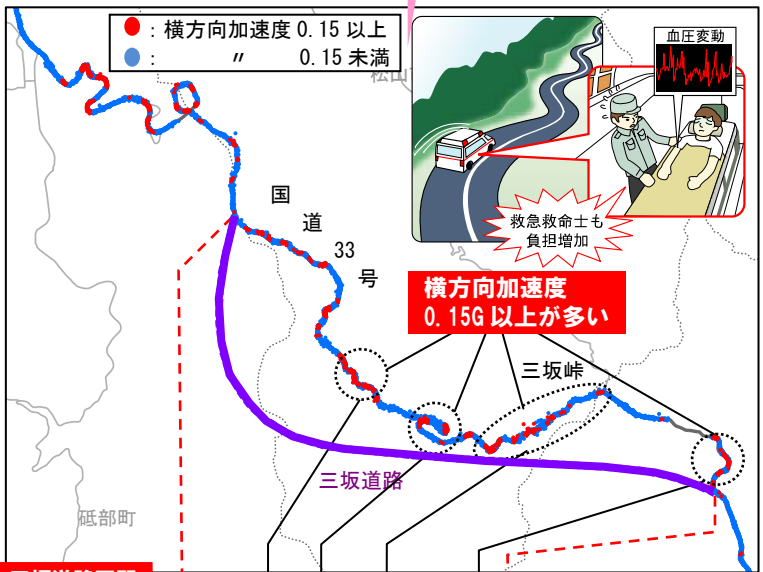 ●：横方向加速度 0.15 以上
●：　〃　0.15 未満
松山
血圧変動
救急救命士も
負担増加
国道33号
横方向加速度
0.15G 以上が多い
三坂峠
三坂道路
砥部町